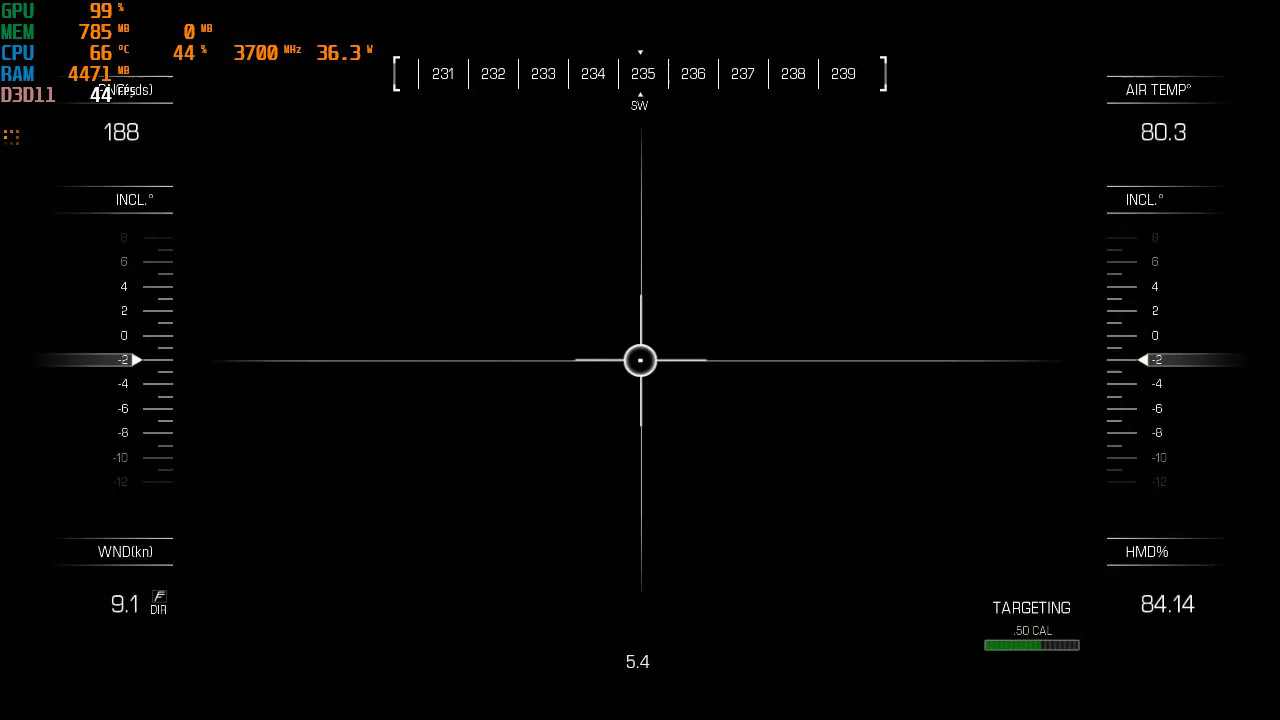 GPU 99 %
MEM 785 MB 0 MB
CPU 66 °C 44 % 3700 MHz 36.3 W
RAM 4471 MB
D3D11 44 FPS
231 232 233 234 235 236 237 238 239
SW
188
INCL.°
8
6
4
2
0
-2
-4
-6
-8
-10
-12
WND(kn)
9.1 F
DIR
AIR TEMP°
80.3
INCL.°
8
6
4
2
0
-2
-4
-6
-8
-10
-12
HMD%
84.14
TARGETING
.50 CAL
5.4